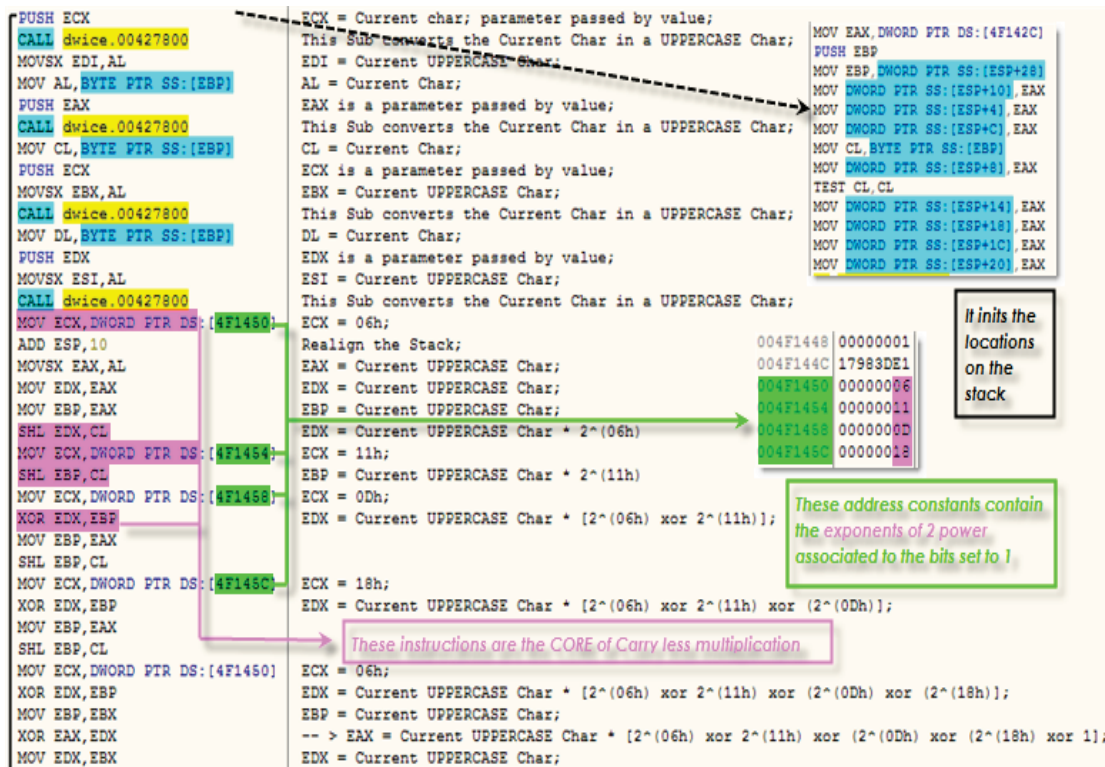 PUSH ECX ECX = Current char; parameter passed by value;
CALL dwice.00427800 This Sub converts the Current Char in a UPPERCASE Char;
MOVSX EDI,AL EDI = Current UPPERCASE Char;
MOV AL,BYTE PTR SS:[EBP] AL = Current Char;
PUSH EAX EAX is a parameter passed by value;
CALL dwice.00427800 This Sub converts the Current Char in a UPPERCASE Char;
MOV CL,BYTE PTR SS:[EBP] CL = Current Char;
PUSH ECX ECX is a parameter passed by value;
MOVSX EBX,AL EBX = Current UPPERCASE Char;
CALL dwice.00427800 This Sub converts the Current Char in a UPPERCASE Char;
MOV DL,BYTE PTR SS:[EBP] DL = Current Char;
PUSH EDX EDX is a parameter passed by value;
MOVSX ESI,AL ESI = Current UPPERCASE Char;
CALL dwice.00427800 This Sub converts the Current Char in a UPPERCASE Char;
MOV ECX,DWORD PTR DS:[4F1450] ECX = 06h;
ADD ESP,10 Realign the Stack;
MOVSX EAX,AL EAX = Current UPPERCASE Char;
MOV EDX,EAX EDX = Current UPPERCASE Char;
MOV EBP,EAX EBP = Current UPPERCASE Char;
SHL EDX,CL EDX = Current UPPERCASE Char * 2^(06h)
MOV ECX,DWORD PTR DS:[4F1454] ECX = 11h;
SHL EBP,CL EBP = Current UPPERCASE Char * 2^(11h)
MOV ECX,DWORD PTR DS:[4F1458] ECX = 0Dh;
XOR EDX,EBP EDX = Current UPPERCASE Char * [2^(06h) xor 2^(11h)];
MOV EBP,EAX
SHL EBP,CL
MOV ECX,DWORD PTR DS:[4F145C] ECX = 18h;
XOR EDX,EBP EDX = Current UPPERCASE Char * [2^(06h) xor 2^(11h) xor (2^(0Dh)];
MOV EBP,EAX
SHL EBP,CL
These instructions are the CORE of Carry less multiplication
MOV ECX,DWORD PTR DS:[4F1450] ECX = 06h;
XOR EDX,EBP EDX = Current UPPERCASE Char * [2^(06h) xor 2^(11h) xor (2^(0Dh) xor (2^(18h)];
MOV EBP,EBX EBP = Current UPPERCASE Char;
XOR EAX,EDX -- > EAX = Current UPPERCASE Char * [2^(06h) xor 2^(11h) xor (2^(0Dh) xor (2^(18h) xor 1];
MOV EDX,EBX EDX = Current UPPERCASE Char;
MOV EAX,DWORD PTR DS:[4F142C]
PUSH EBP
MOV EBP,DWORD PTR SS:[ESP+28]
MOV DWORD PTR SS:[ESP+10],EAX
MOV DWORD PTR SS:[ESP+4],EAX
MOV DWORD PTR SS:[ESP+C],EAX
MOV CL,BYTE PTR SS:[EBP]
MOV DWORD PTR SS:[ESP+8],EAX
TEST CL,CL
MOV DWORD PTR SS:[ESP+14],EAX
MOV DWORD PTR SS:[ESP+18],EAX
MOV DWORD PTR SS:[ESP+1C],EAX
MOV DWORD PTR SS:[ESP+20],EAX
It inits the
locations
on the
stack
004F1448 00000001
004F144C 17983DE1
004F1450 00000006
004F1454 00000011
004F1458 0000000D
004F145C 00000018
These address constants contain
the exponents of 2 power
associated to the bits set to 1